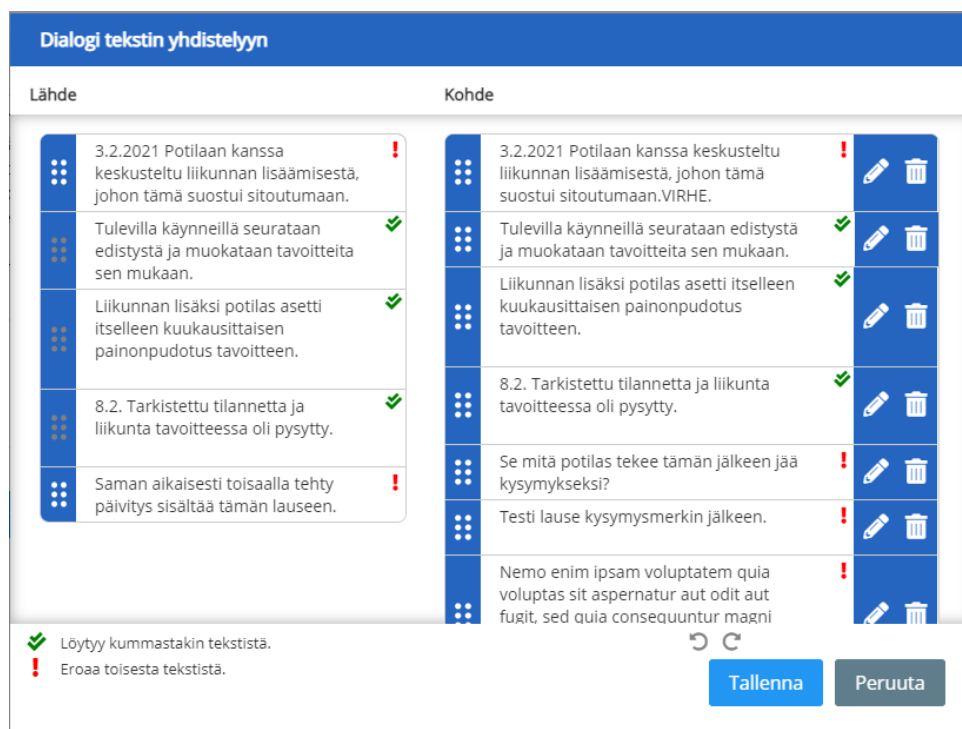 Dialogi tekstin yhdistelyyn
Lähde
3.2.2021 Potilaan kanssa
keskusteltu liikunnan lisäämisestä,
johon tämä suostui sitoutumaan.
Tulevilla käynneillä seurataan
edistystä ja muokataan tavoitteita
sen mukaan.
Liikunnan lisäksi potilas asetti
itselleen kuukausittaisen
painonpudotus tavoitteen.
8.2. Tarkistettu tilannetta ja
liikunta tavoitteessa oli pysytty.
Saman aikaisesti toisaalla tehty
päivitys sisältää tämän lauseen.
Kohde
3.2.2021 Potilaan kanssa keskusteltu
liikunnan lisäämisestä, johon tämä
suostui sitoutumaan.VIRHE.
Tulevilla käynneillä seurataan edistystä
ja muokataan tavoitteita sen mukaan.
Liikunnan lisäksi potilas asetti itselleen
kuukausittaisen painonpudotus
tavoitteen.
8.2. Tarkistettu tilannetta ja liikunta
tavoitteessa oli pysytty.
Se mitä potilas tekee tämän jälkeen jää
kysymykseksi?
Testi lause kysymysmerkin jälkeen.
Nemo enim ipsam voluptatem quia
voluptas sit aspernatur aut odit aut
fugit, sed quia consequuntur magni
Löytyy kummastakin tekstistä.
Eroaa toisesta tekstistä.
Tallenna
Peruuta